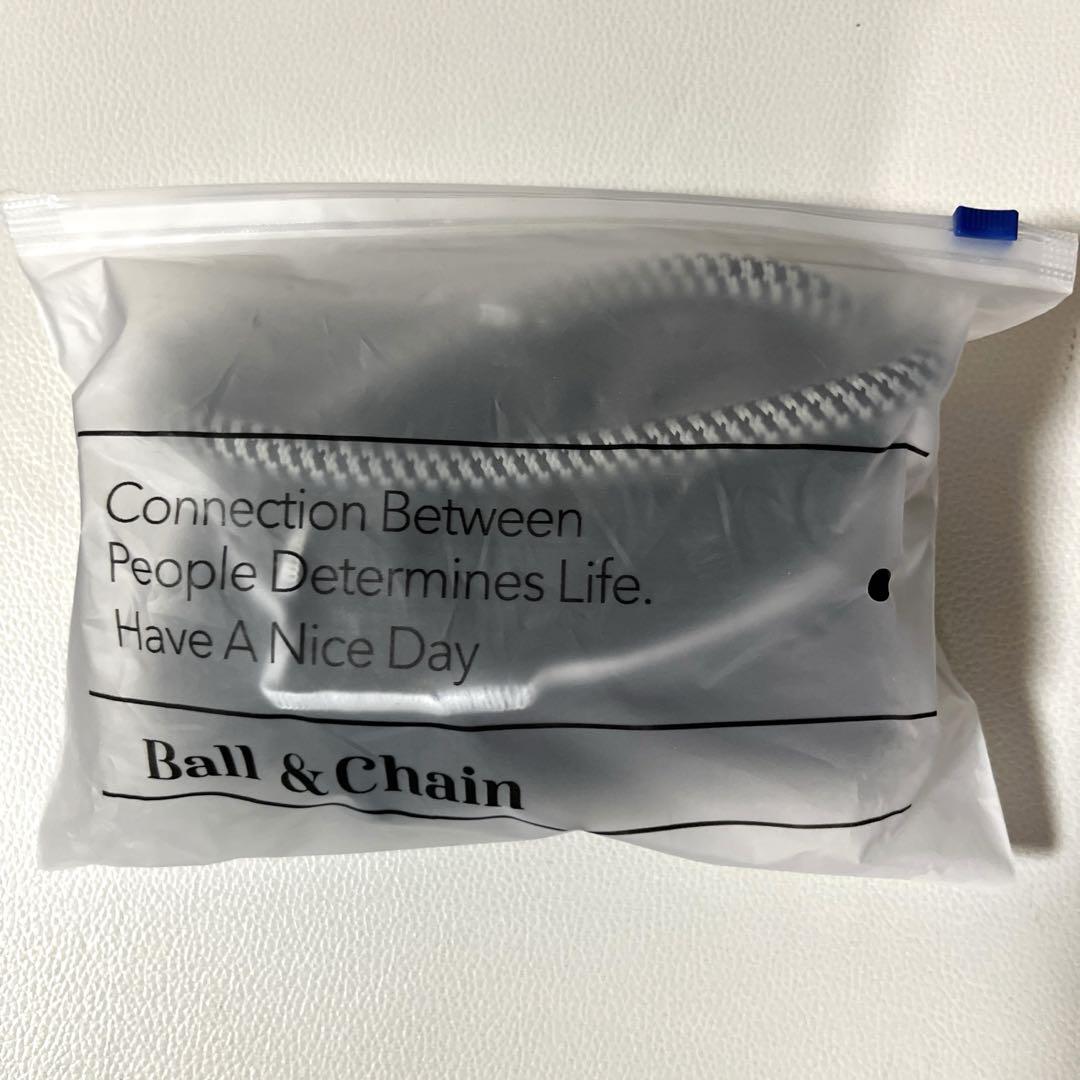 Connection Between
People Determines Life.
Have A Nice Day
Ball & Chain